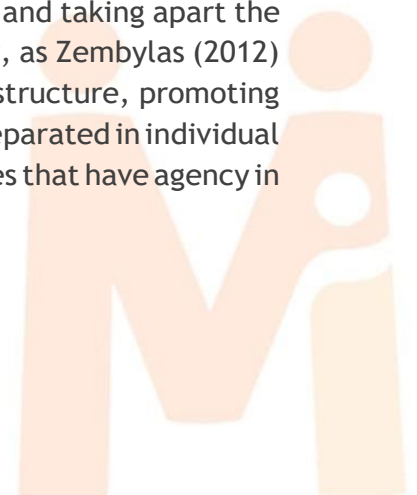 and taking apart the
, as Zembylas (2012)
structure, promoting
eparated in individual
es that have agency in